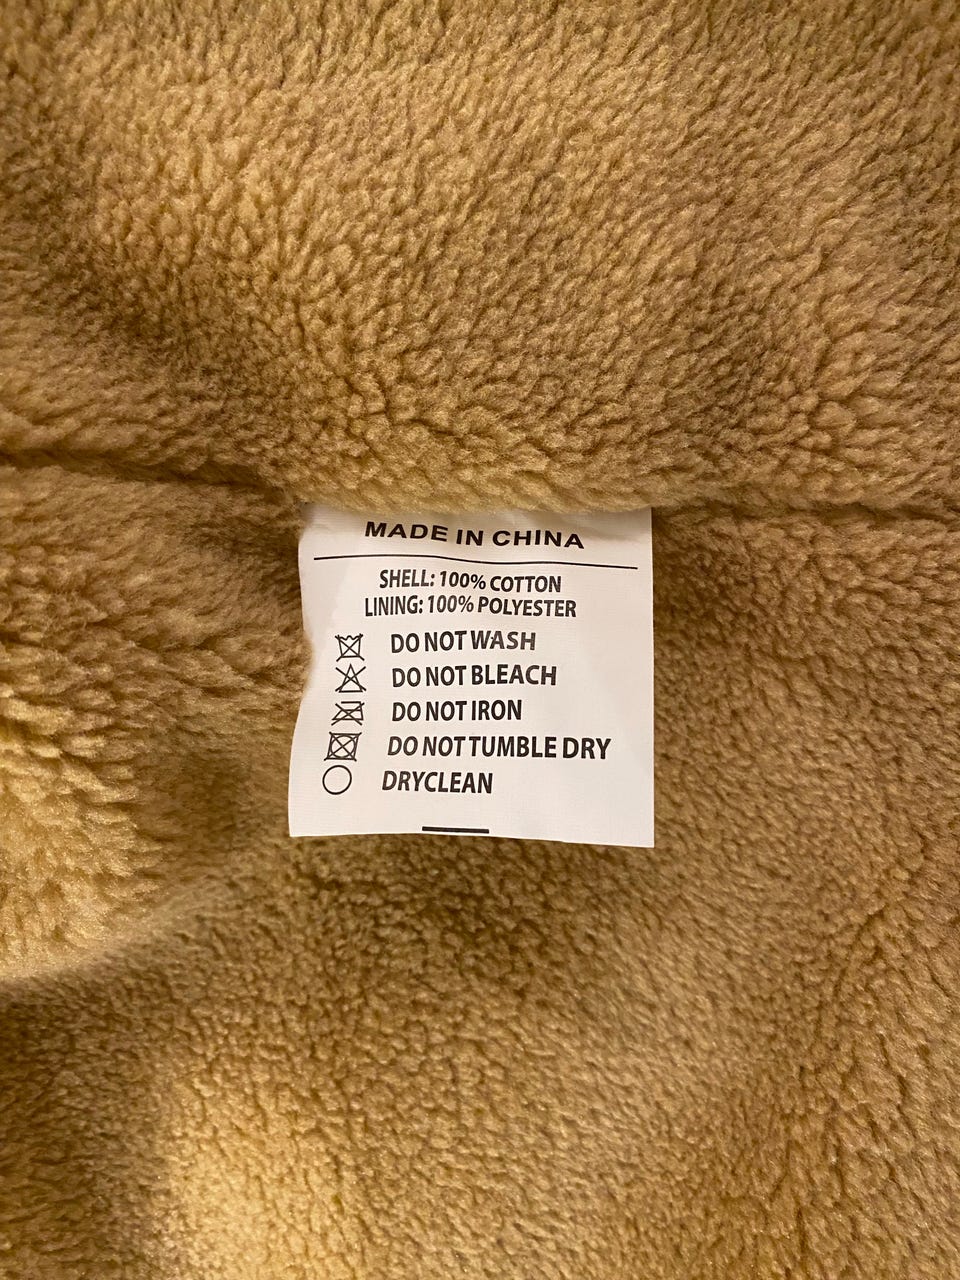 MADE IN CHINA
SHELL: 100% COTTON
LINING: 100% POLYESTER
DO NOT WASH
DO NOT BLEACH
DO NOT IRON
DO NOT TUMBLE DRY
DRYCLEAN